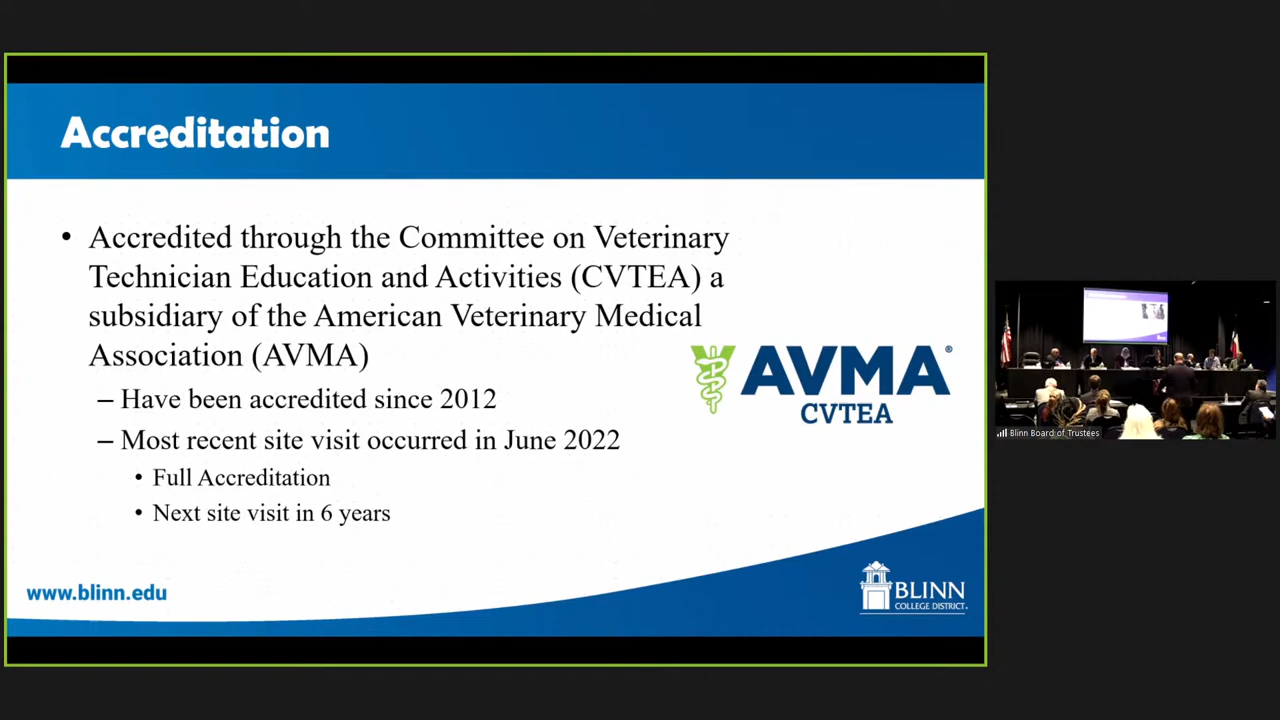 Accreditation
• Accredited through the Committee on Veterinary
Technician Education and Activities (CVTEA) a
subsidiary of the American Veterinary Medical
Association (AVMA)
– Have been accredited since 2012
– Most recent site visit occurred in June 2022
• Full Accreditation
• Next site visit in 6 years
AVMA®
CVTEA
www.blinn.edu
BLINN
COLLEGE DISTRICT®
Blinn Board of Trustees